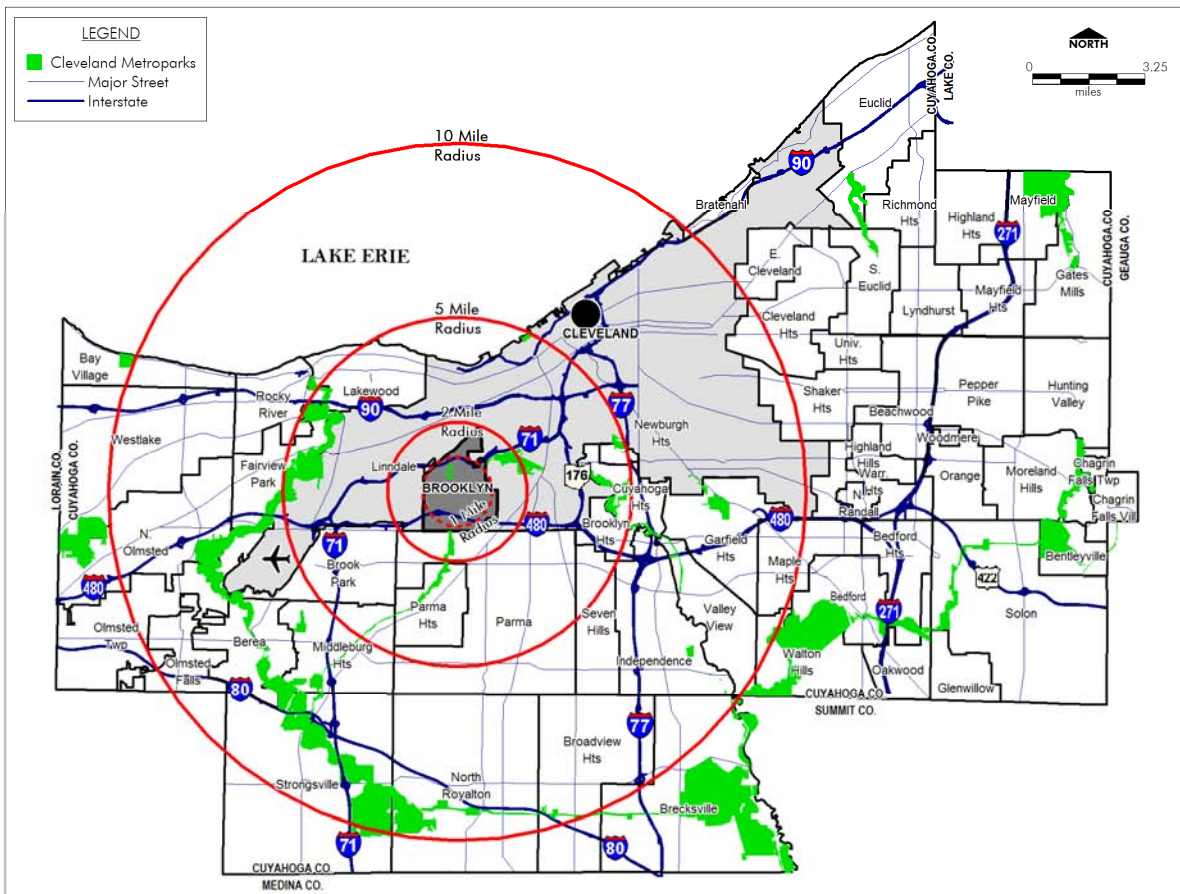 LEGEND
Cleveland Metroparks
Major Street
Interstate
NORTH
0
3.25
miles
CUYAHOGA CO.
LAKE CO.
Euclid
10 Mile
Radius
90
Bratenahl
Richmond
Hts
Highland
Hts
Mayfield
271
CUYAHOGA CO.
GEAUGA CO.
LAKE ERIE
E.
Cleveland
S.
Euclid
Gates
Mills
Mayfield
Hts
Lyndhurst
5 Mile
Radius
CLEVELAND
Cleveland
Hts
Univ.
Hts
Bay
Village
Lakewood
Rocky
River
90
Shaker
Hts
Pepper
Pike
Hunting
Valley
Beachwood
2 Mile
Radius
77
71
Newburgh
Hts
Westlake
LORAIN CO.
CUYAHOGA CO.
Fairview
Park
Linndale
BROOKLYN
1 Mile
Radius
176
Cuyahoga
Hts
Highland
Hills
Woodmere
Warr.
Hts
Orange
Moreland
Hills
Chagrin
Falls Twp
Chagrin
Falls Vill
N.
Randall
N.
Olmsted
480
Brooklyn
Hts
480
Garfield
Hts
Bedford
Hts
Bentleyville
71
Brook
Park
Maple
Hts
480
422
Parma
Hts
Parma
Seven
Hills
Valley
View
Bedford
271
Solon
Olmsted
Twp
Berea
Middleburg
Hts
Olmsted
Falls
Independence
Walton
Hills
Oakwood
Glenwillow
80
CUYAHOGA CO.
SUMMIT CO.
77
Broadview
Hts
Strongsville
North
Royalton
Brecksville
71
80
CUYAHOGA CO.
MEDINA CO.